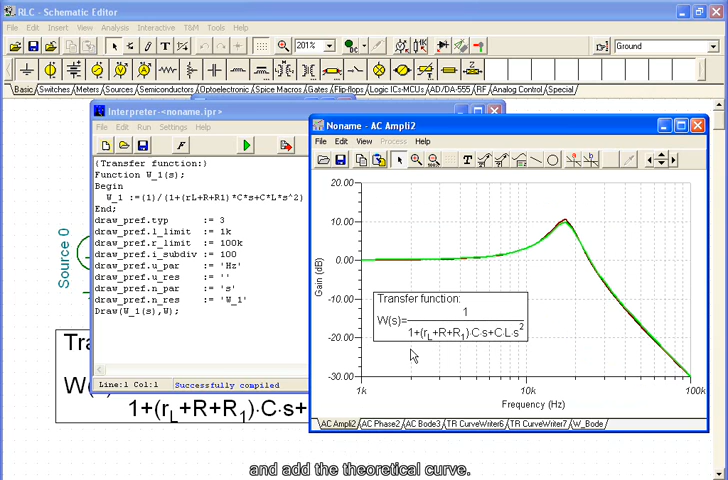 RLC - Schematic Editor
File Edit Insert View Analysis Interactive T&M Tools Help
201%
DC
Ground
Basic Switches Meters Sources Semiconductors Optoelectronic Spice Macros Gates Flip-flops Logic ICs-MCUs AD/DA-555 RF Analog Control Special
Interpreter-<noname.ipr>
File Edit Run Settings Help
{Transfer function:}
Function W_1(s);
Begin
W_1 :=(1)/(1+(rL+R+R1)*C*s+C*L*s^2)
End;
draw_pref.typ := 3
draw_pref.l_limit := 1k
draw_pref.r_limit := 100k
draw_pref.i_subdiv := 100
draw_pref.u_par := 'Hz'
draw_pref.u_res := ''
draw_pref.n_par := 's'
draw_pref.n_res := 'W_1'
Draw(W_1(s),W);
Line:1 Col:1 Successfully compiled
Source 0
Tra
W(
1+(rL+R+R1)·C·s+
Noname - AC Ampli2
File Edit View Process Help
20.00
10.00
0.00
-10.00
-20.00
-30.00
Gain (dB)
Transfer function:
W(s)=1
1+(rL+R+R1)·C·s+C·L·s2
1k 10k 100k
Frequency (Hz)
AC Ampli2 AC Phase2 AC Bode3 TR CurveWriter6 TR CurveWriter7 W_Bode
and add the theoretical curve.